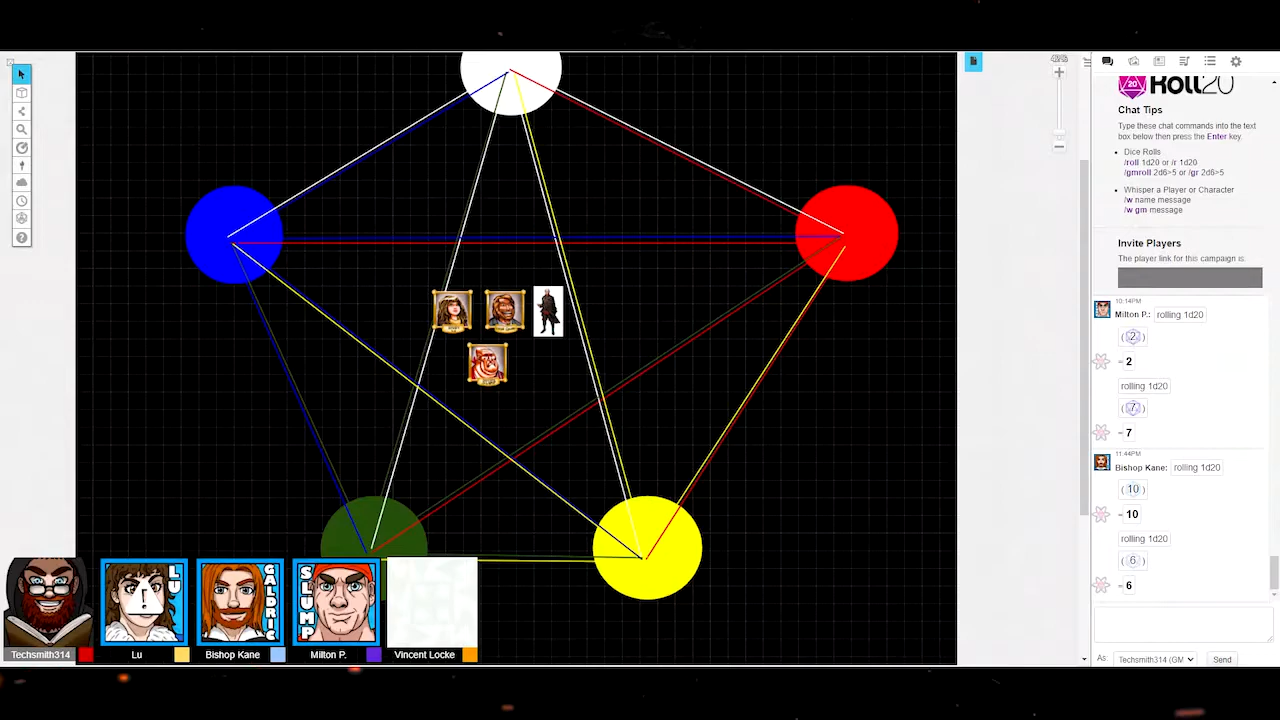 Roll20
20
Chat Tips
Type these chat commands into the text
box below then press the Enter key.
Dice Rolls
/roll 1d20 or /r 1d20
/gmroll 2d6>5 or /gr 2d6>5
Whisper a Player or Character
/w name message
/w gm message
Invite Players
The player link for this campaign is:
10:14PM
Milton P.: rolling 1d20
(2)
= 2
rolling 1d20
(7)
= 7
11:44PM
Bishop Kane: rolling 1d20
(10)
= 10
rolling 1d20
(6)
= 6
As: Techsmith314 (GM Send
LU
GALDRIC
SLUMP
Techsmith314
Lu
Bishop Kane
Milton P.
Vincent Locke